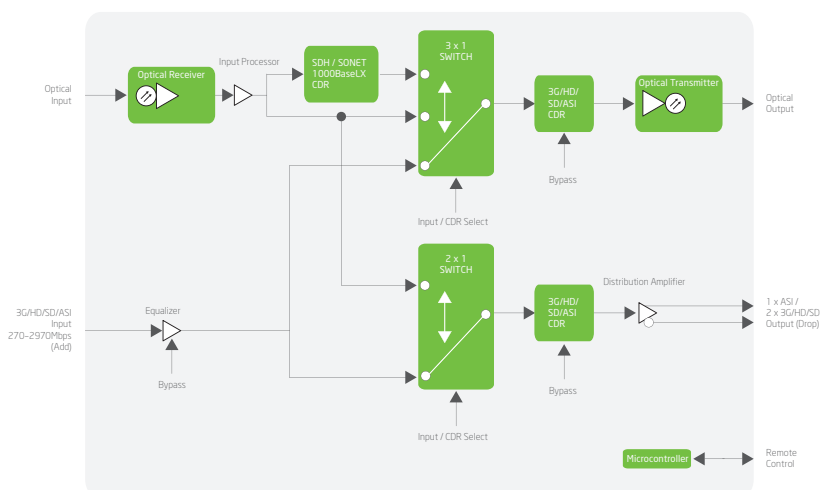 Optical
Input
Optical Receiver
Input Processor
SDH / SONET
1000BaseLX
CDR
3 x 1
SWITCH
3G/HD/
SD/ASI
CDR
Bypass
Optical Transmitter
Optical
Output
Input / CDR Select
3G/HD/SD/ASI
Input
270–2970Mbps
(Add)
Equalizer
Bypass
2 x 1
SWITCH
Input / CDR Select
3G/HD/
SD/ASI
CDR
Bypass
Distribution Amplifier
1 x ASI /
2 x 3G/HD/SD
Output (Drop)
Microcontroller
Remote
Control